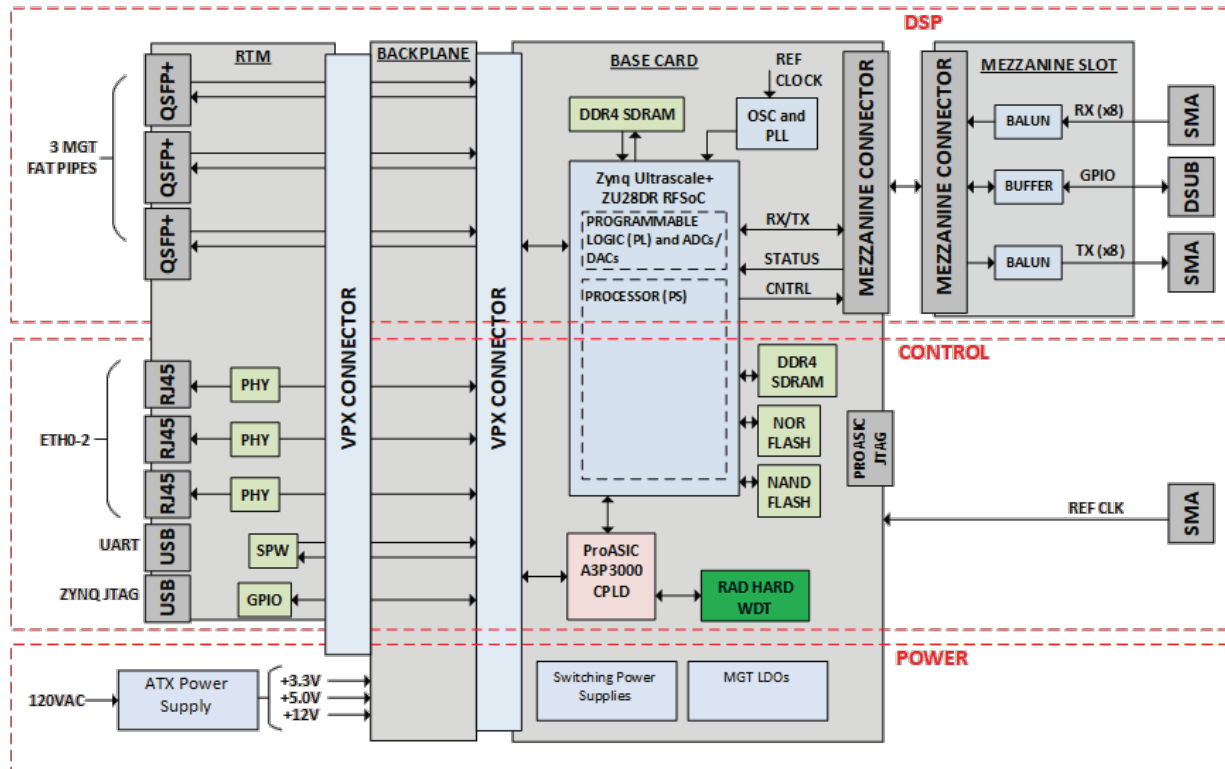 DSP
RTM
BACKPLANE
BASE CARD
MEZZANINE SLOT
REF
CLOCK
QSFP+
QSFP+
QSFP+
3 MGT
FAT PIPES
DDR4 SDRAM
OSC and
PLL
Zynq Ultrascale+
ZU28DR RFSoC
PROGRAMMABLE
LOGIC (PL) and ADCs/
DACs
PROCESSOR (PS)
RX/TX
STATUS
CNTRL
MEZZANINE CONNECTOR
MEZZANINE CONNECTOR
BALUN
RX (x8)
SMA
BUFFER
GPIO
DSUB
BALUN
TX (x8)
SMA
VPX CONNECTOR
VPX CONNECTOR
CONTROL
RJ45
PHY
RJ45
PHY
RJ45
PHY
ETH0-2
DDR4
SDRAM
NOR
FLASH
NAND
FLASH
PROASIC
JTAG
REF CLK
SMA
UART
USB
SPW
ZYNQ JTAG
USB
GPIO
ProASIC
A3P3000
CPLD
RAD HARD
WDT
POWER
120VAC
ATX Power
Supply
+3.3V
+5.0V
+12V
Switching Power
Supplies
MGT LDOs